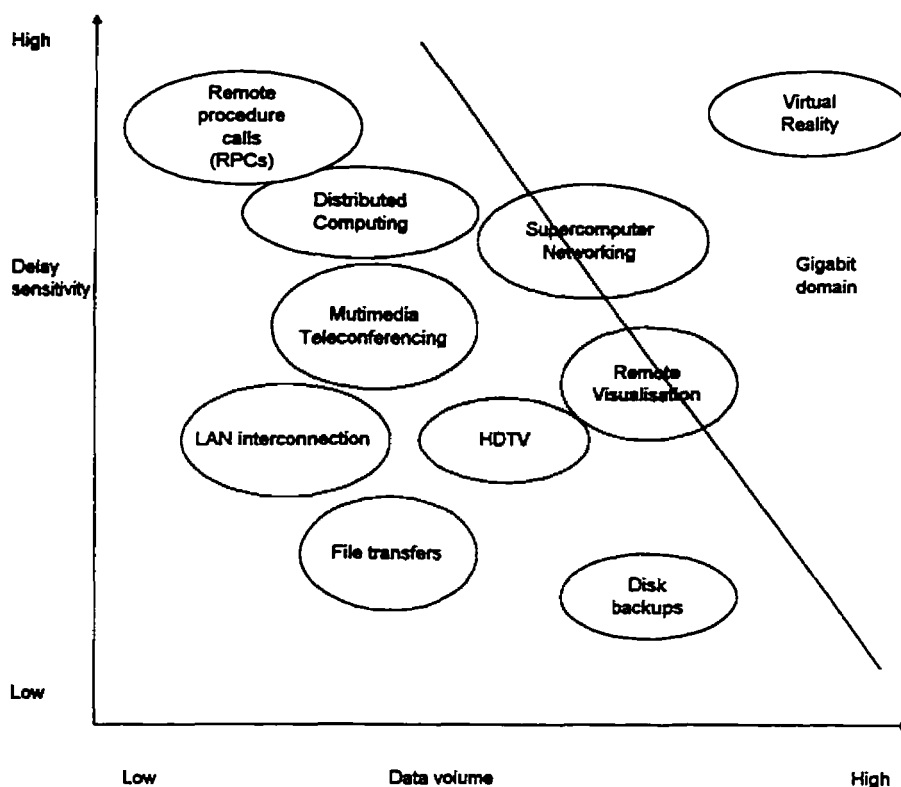 High
Remote
procedure
calls
(RPCs)
Virtual
Reality
Distributed
Computing
Supercomputer
Networking
Delay
sensitivity
Gigabit
domain
Mutimedia
Teleconferencing
Remote
Visualisation
LAN interconnection
HDTV
File transfers
Disk
backups
Low
Low
Data volume
High